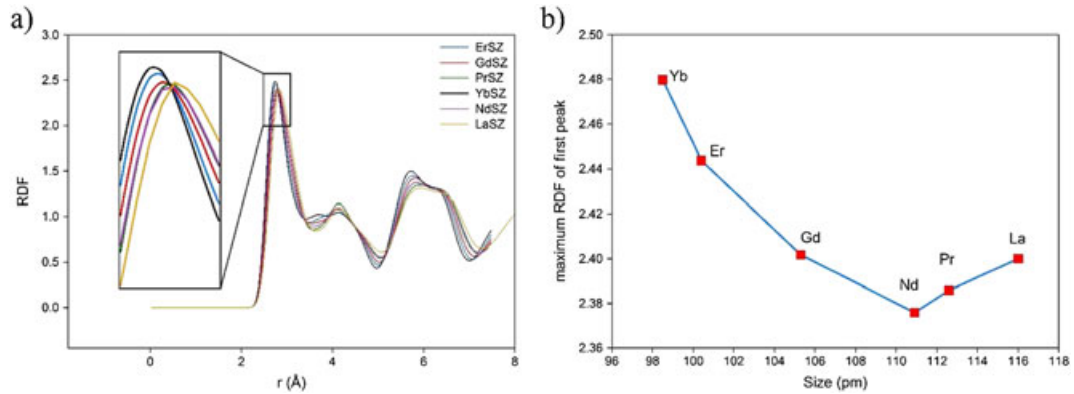 a)
3.0
2.5
2.0
1.5
1.0
0.5
0.0
RDF
0
2
4
6
8
r (Å)
ErSZ
GdSZ
PrSZ
YbSZ
NdSZ
LaSZ
b)
2.50
2.48
2.46
2.44
2.42
2.40
2.38
2.36
maximum RDF of first peak
96
98
100
102
104
106
108
110
112
114
116
118
Size (pm)
Yb
Er
Gd
Nd
Pr
La